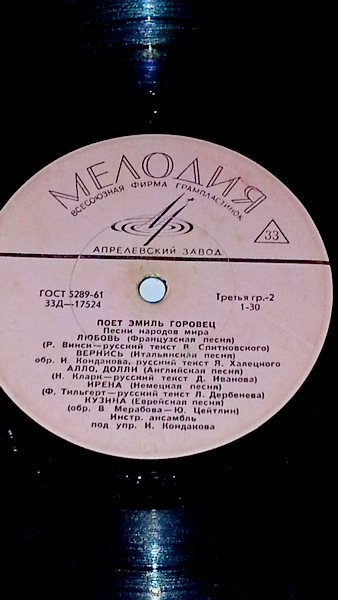 МЕЛОДИЯ
ВСЕСОЮЗНАЯ ФИРМА ГРАМПЛАСТИНОК
33
АПРЕЛЕВСКИЙ ЗАВОД
ГОСТ 5289-61
33Д—17524
Третья гр.-2
1-30
ПОЕТ ЭМИЛЬ ГОРОВЕЦ
Песни народов мира
ЛЮБОВЬ (Французская песня)
(Р. Винси—русский текст В. Спитковского)
ВЕРНИСЬ (Итальянская песня)
обр. И. Кондакова, русский текст Я. Халецкого
АЛЛО, ДОЛЛИ (Английская песня)
(Н. Кларк—русский текст Д. Иванова)
ИРЕНА (Немецкая песня)
(Ф. Тильгерт—русский текст Л. Дербенева)
КУЗИНА (Еврейская песня)
(обр. В. Мерабова—Ю. Цейтлин)
Инстр. ансамбль
под упр. И. Кондакова